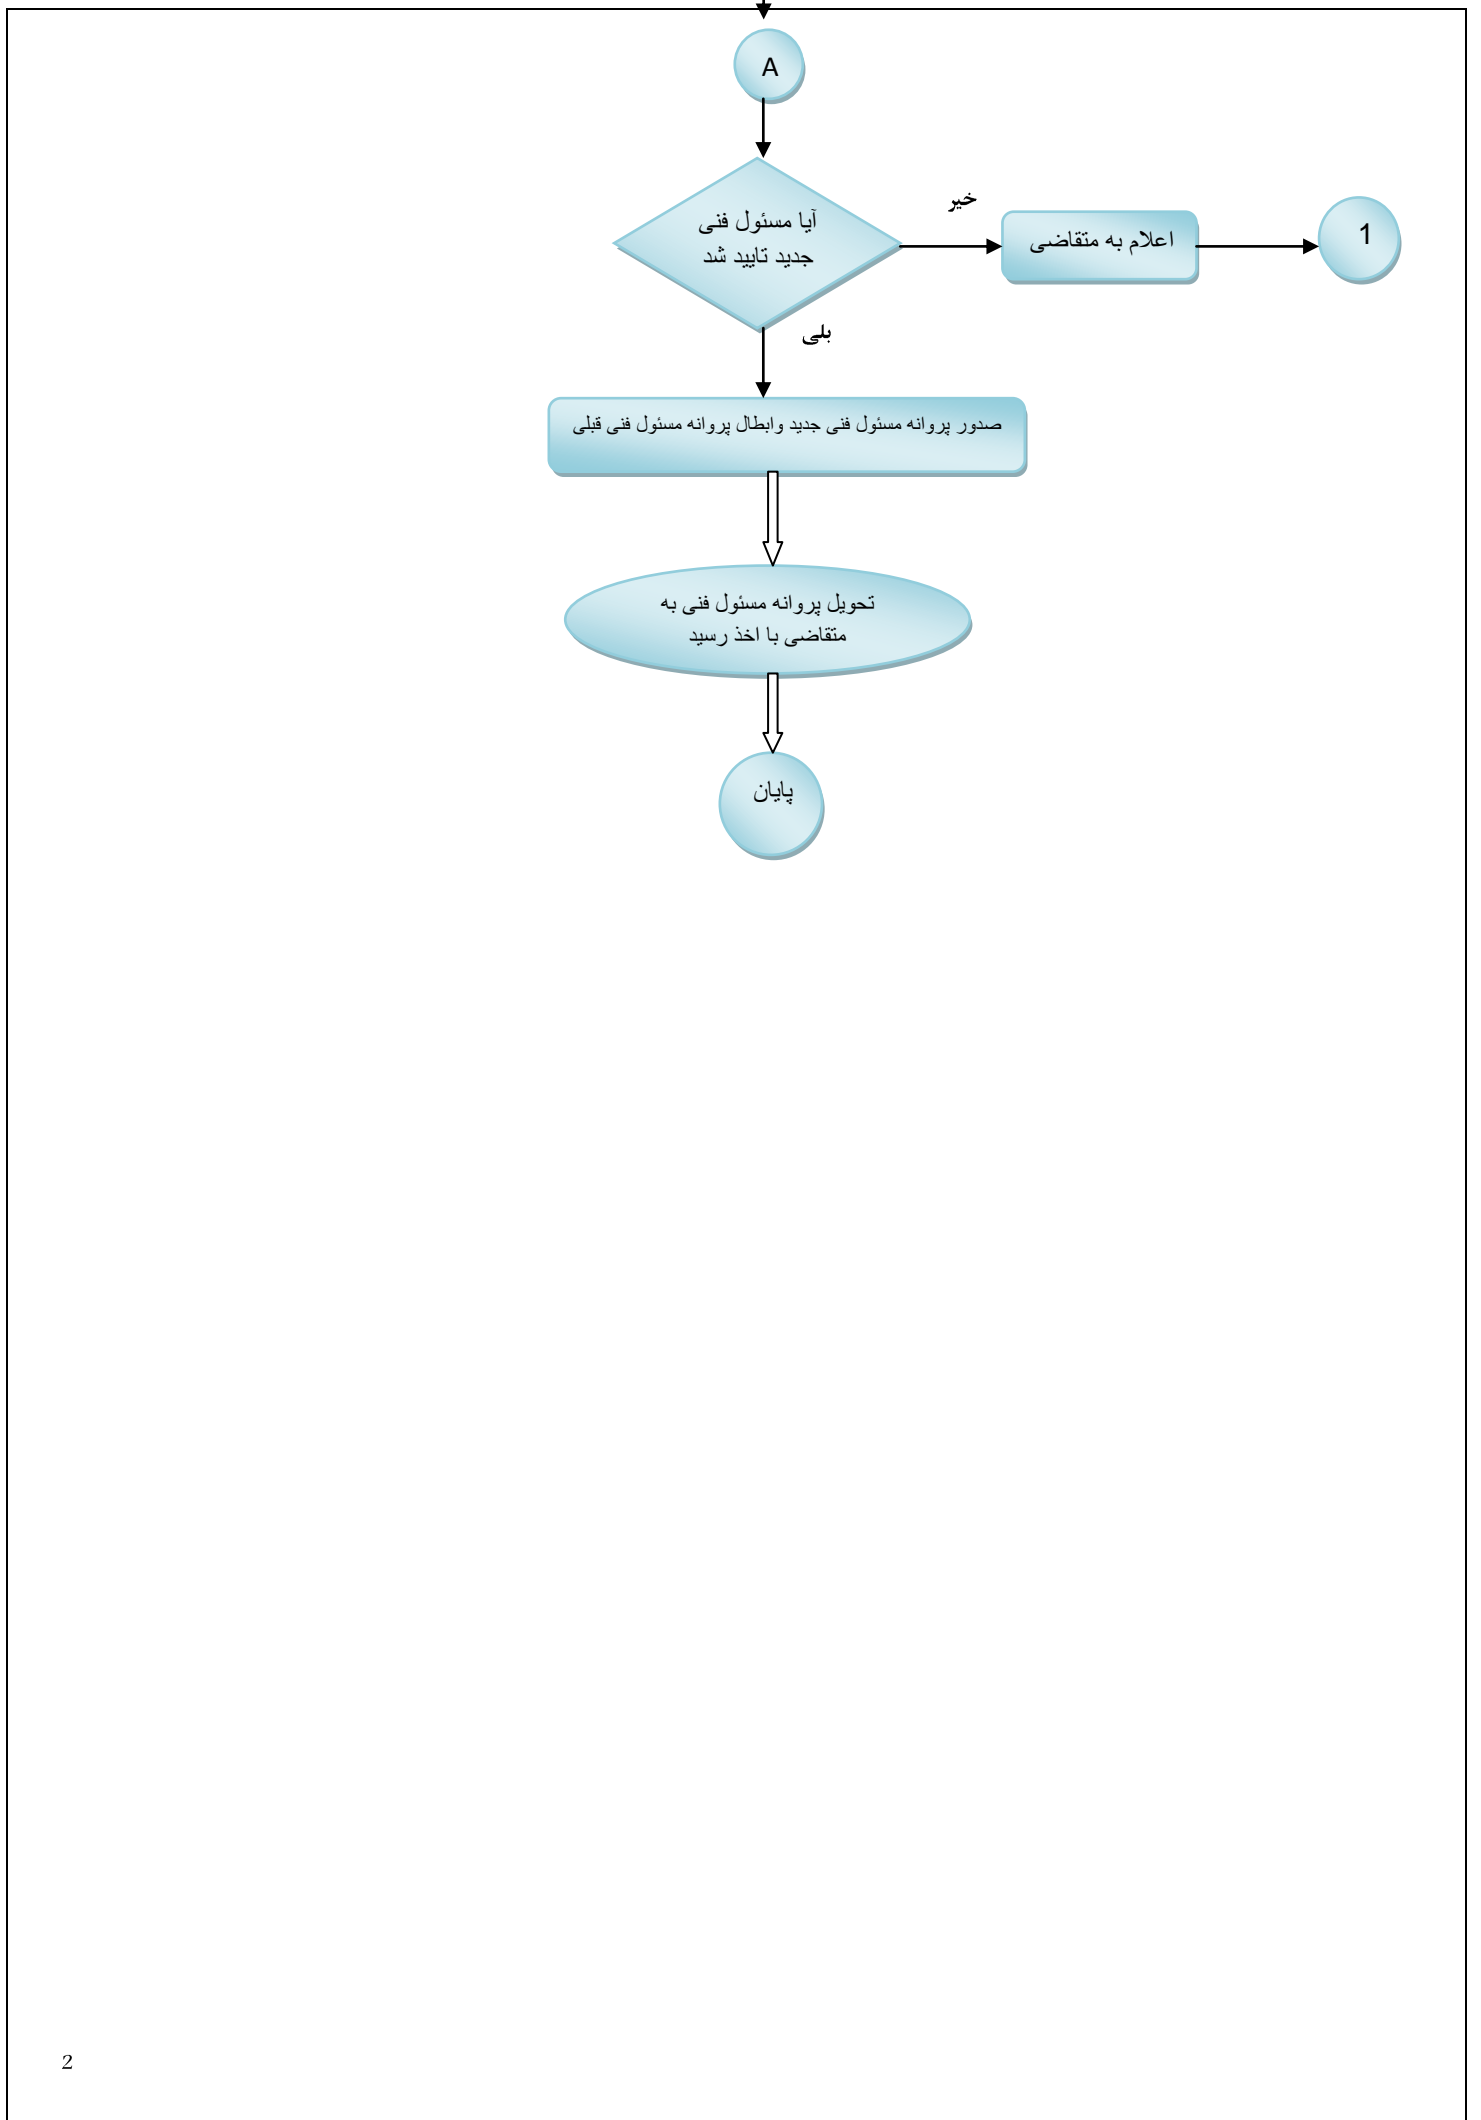 A
خیر
آیا مسئول فنی
جدید تایید شد
اعلام به متقاضی
1
بلی
صدور پروانه مسئول فنی جدید وابطال پروانه مسئول فنی قبلی
تحویل پروانه مسئول فنی به
متقاضی با اخذ رسید
پایان
2